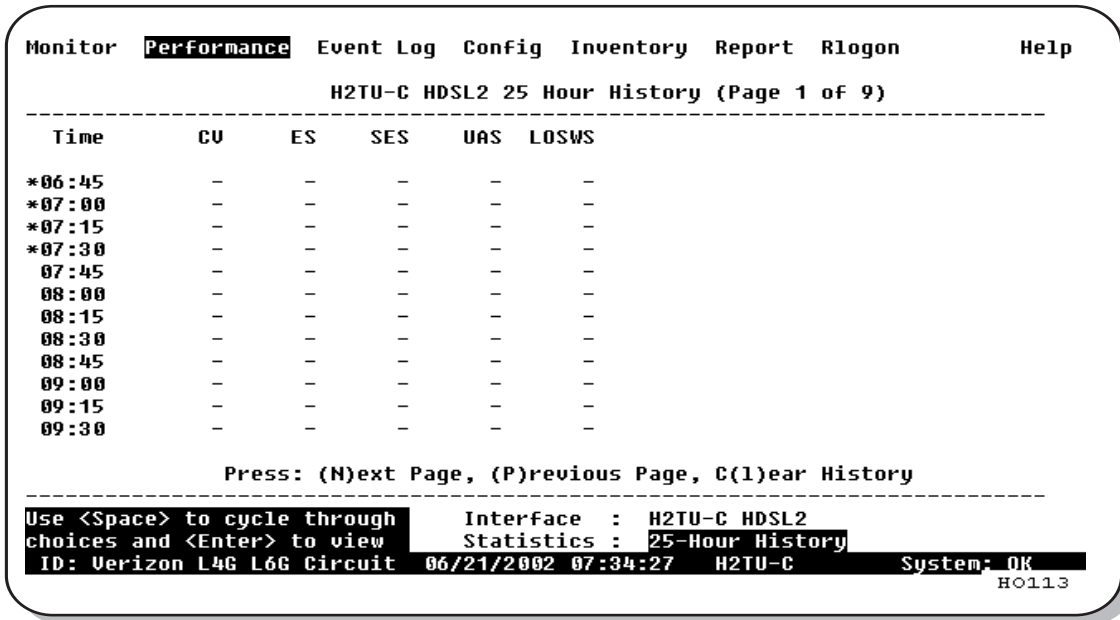 Monitor Performance Event Log Config Inventory Report Rlogon Help
H2TU-C HDSL2 25 Hour History (Page 1 of 9)
--------------------------------------------------------------------------------
Time CV ES SES UAS LOSWS
*06:45 - - - - -
*07:00 - - - - -
*07:15 - - - - -
*07:30 - - - - -
07:45 - - - - -
08:00 - - - - -
08:15 - - - - -
08:30 - - - - -
08:45 - - - - -
09:00 - - - - -
09:15 - - - - -
09:30 - - - - -
Press: (N)ext Page, (P)revious Page, C(l)ear History
--------------------------------------------------------------------------------
Use <Space> to cycle through Interface : H2TU-C HDSL2
choices and <Enter> to view Statistics : 25-Hour History
ID: Verizon L4G L6G Circuit 06/21/2002 07:34:27 H2TU-C System: OK
HO113